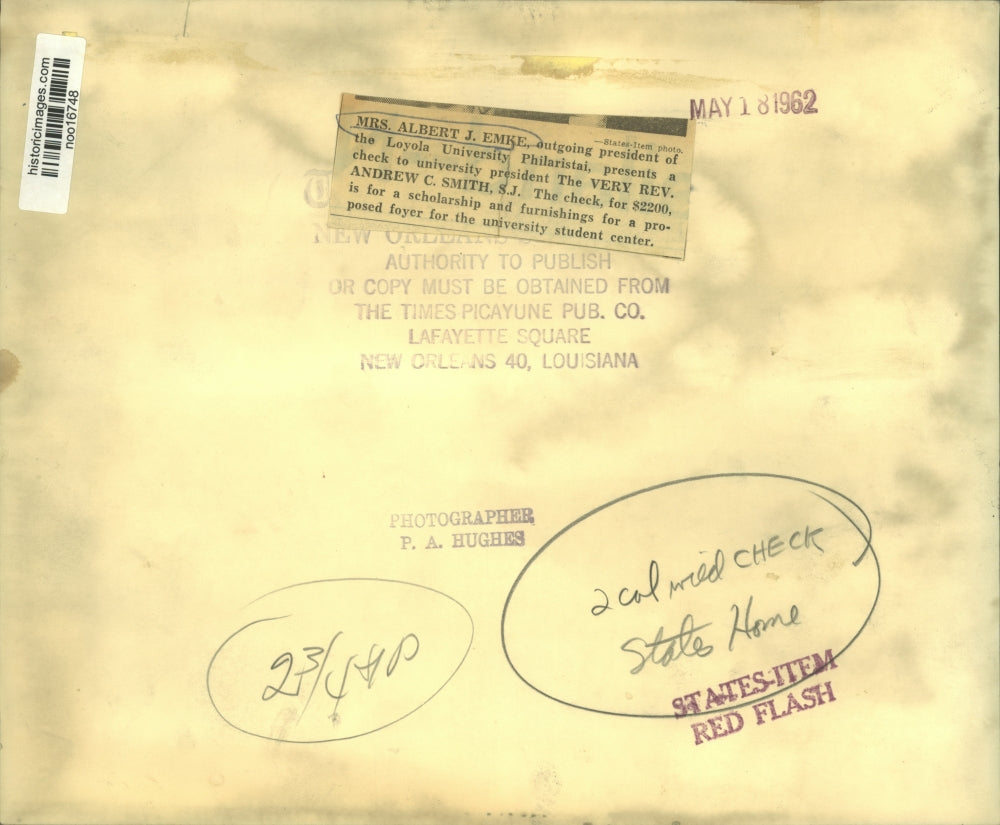 historicimages.com
noo16748
MAY 18 1962
—States-Item photo.
MRS. ALBERT J. EMKE, outgoing president of
the Loyola University Philaristai, presents a
check to university president The VERY REV.
ANDREW C. SMITH, S.J. The check, for $2200,
is for a scholarship and furnishings for a pro-
posed foyer for the university student center.
NEW ORLEANS
AUTHORITY TO PUBLISH
OR COPY MUST BE OBTAINED FROM
THE TIMES-PICAYUNE PUB. CO.
LAFAYETTE SQUARE
NEW ORLEANS 40, LOUISIANA
PHOTOGRAPHER
P. A. HUGHES
2 col CHECK
States Home
STATES-ITEM
RED FLASH